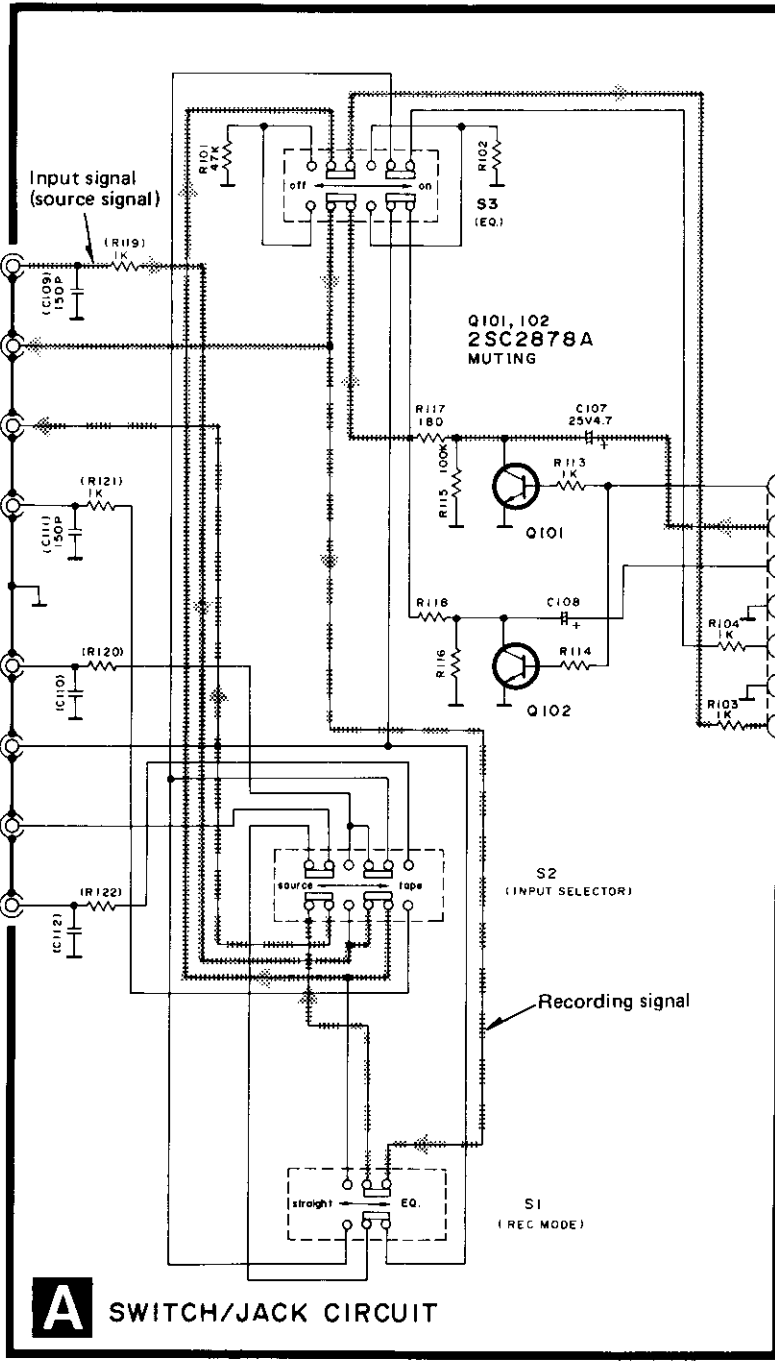 R101
47K
R102
off
on
S3
(EQ.)
Input signal
(source signal)
(R119)
1K
(C109)
150P
Q101,102
2SC2878A
MUTING
R117
180
C107
25V4.7
+
100K
R115
R113
1K
Q101
(R121)
1K
(C111)
150P
R118
C108
+
R116
R114
Q102
R104
1K
R103
1K
(R120)
(C110)
source
tape
S2
(INPUT SELECTOR)
(R122)
(C112)
Recording signal
straight
EQ.
S1
(REC MODE)
A SWITCH/JACK CIRCUIT